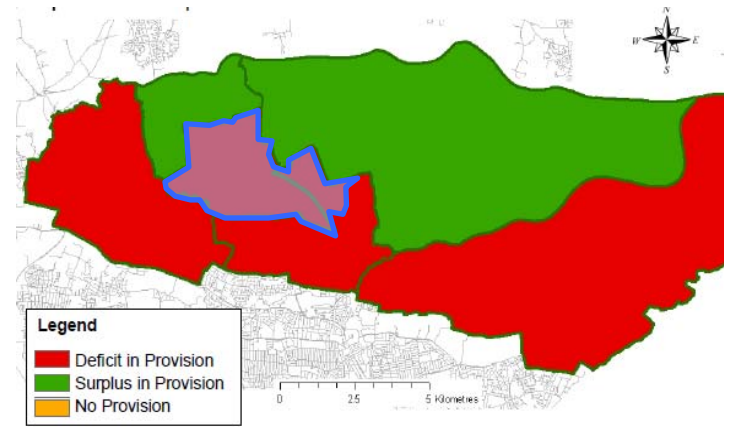 N
W E
S
Legend
Deficit in Provision
Surplus in Provision
No Provision
0 2.5 5 Kilometres